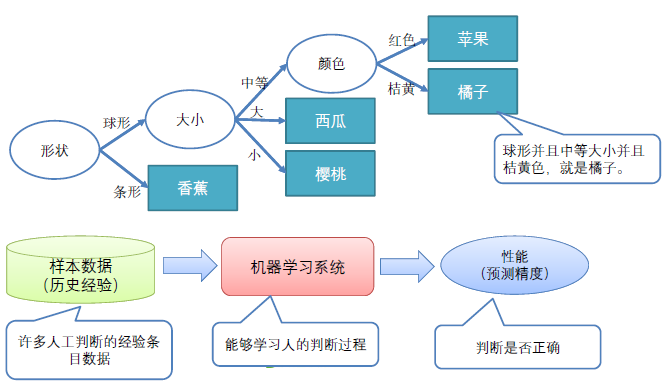 形状
球形
条形
大小
香蕉
中等
大
小
颜色
西瓜
樱桃
红色
桔黄
苹果
橘子
球形并且中等大小并且
桔黄色，就是橘子。
样本数据
（历史经验）
机器学习系统
性能
（预测精度）
许多人工判断的经验条
目数据
能够学习人的判断过程
判断是否正确